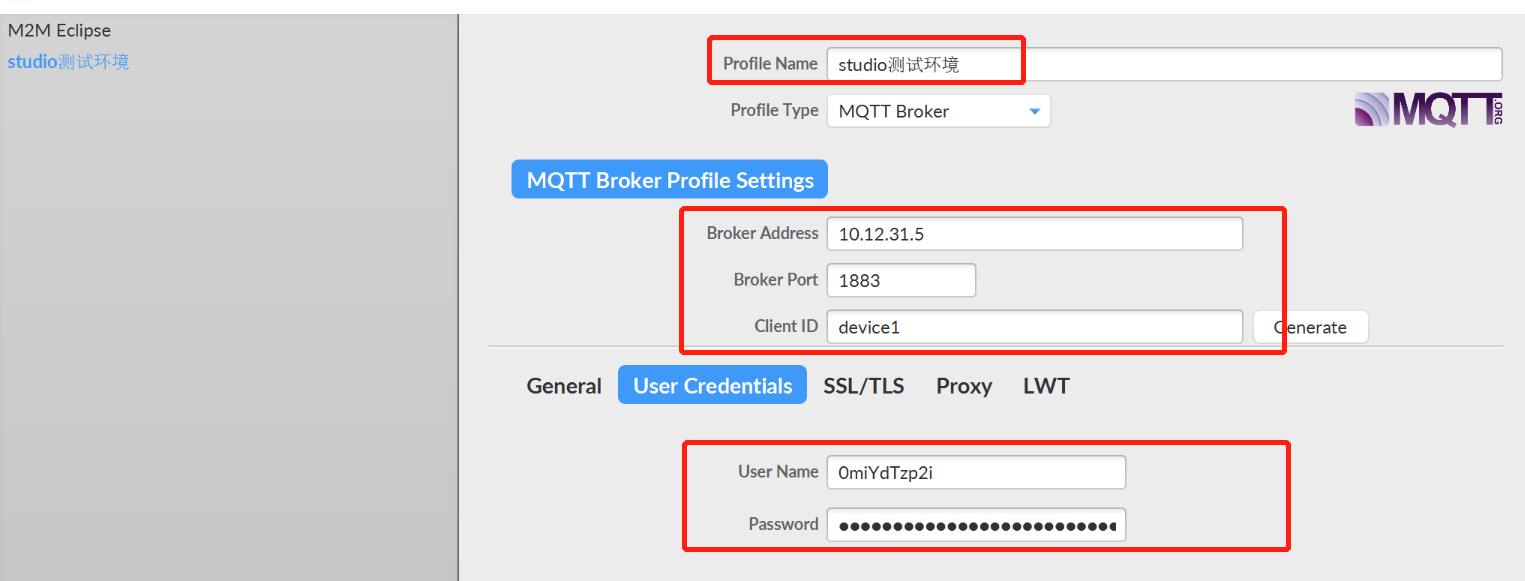 M2M Eclipse
studio测试环境
Profile Name studio测试环境
Profile Type MQTT Broker
MQTT.ORG
MQTT Broker Profile Settings
Broker Address 10.12.31.5
Broker Port 1883
Client ID device1 Generate
General User Credentials SSL/TLS Proxy LWT
User Name 0miYdTzp2i
Password ●●●●●●●●●●●●●●●●●●●●●●●●●●